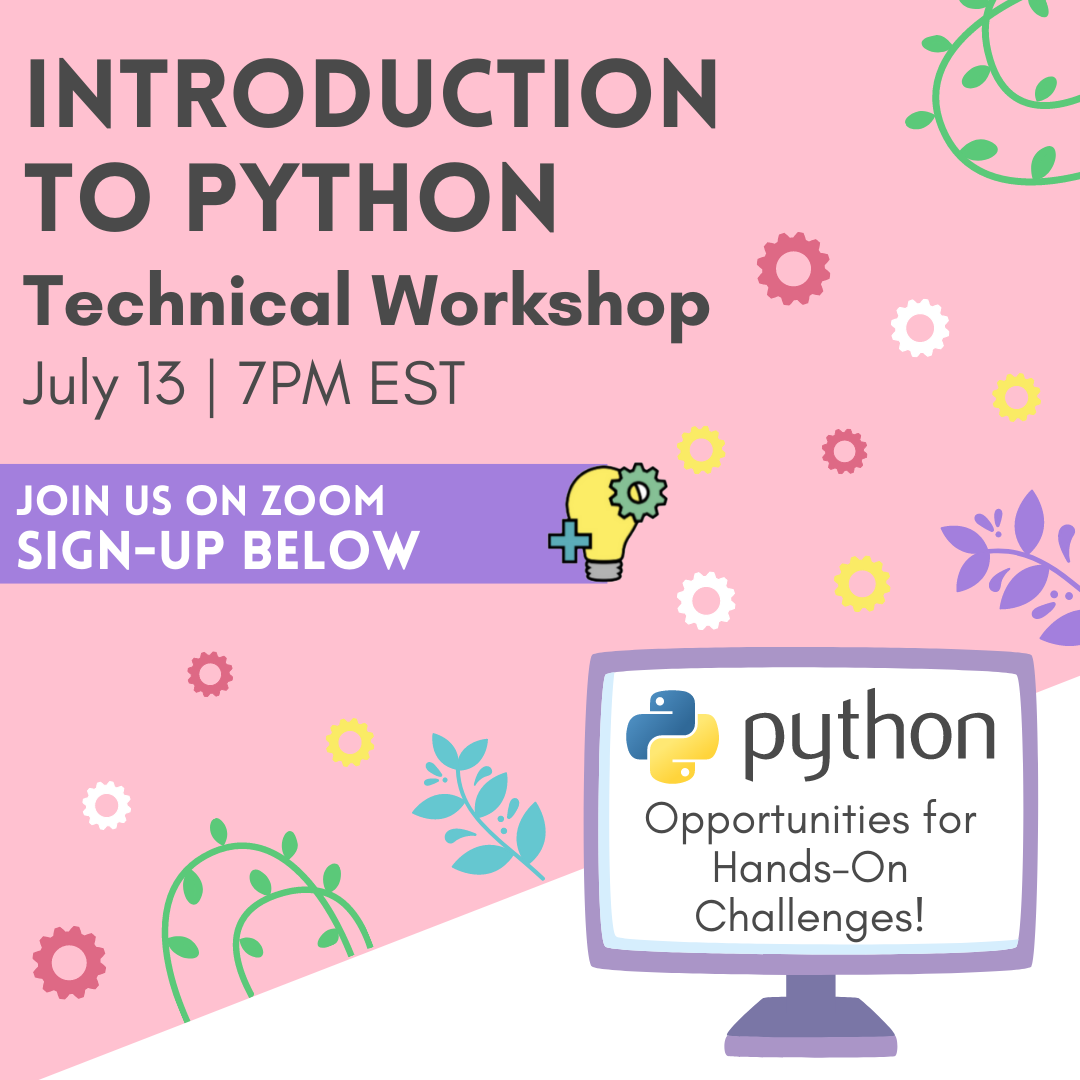 INTRODUCTION
TO PYTHON
Technical Workshop
July 13 | 7PM EST
JOIN US ON ZOOM
SIGN-UP BELOW
python
Opportunities for
Hands-On
Challenges!